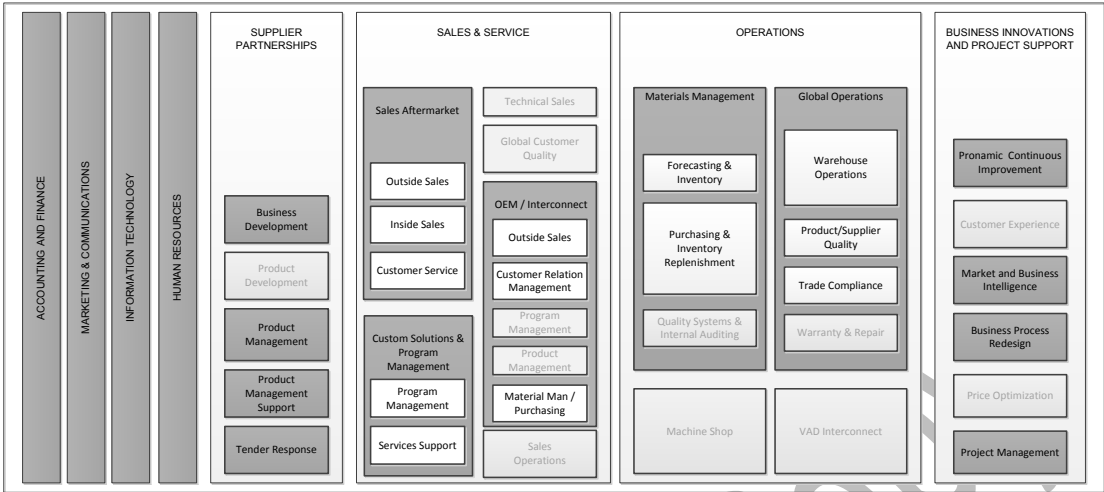 ACCOUNTING AND FINANCE
MARKETING & COMMUNICATIONS
INFORMATION TECHNOLOGY
HUMAN RESOURCES
SUPPLIER
PARTNERSHIPS
Business
Development
Product
Development
Product
Management
Product
Management
Support
Tender Response
SALES & SERVICE
Sales Aftermarket
Outside Sales
Inside Sales
Customer Service
Custom Solutions &
Program
Management
Program
Management
Services Support
Technical Sales
Global Customer
Quality
OEM / Interconnect
Outside Sales
Customer Relation
Management
Program
Management
Product
Management
Material Man /
Purchasing
Sales
Operations
OPERATIONS
Materials Management
Forecasting &
Inventory
Purchasing &
Inventory
Replenishment
Quality Systems &
Internal Auditing
Machine Shop
Global Operations
Warehouse
Operations
Product/Supplier
Quality
Trade Compliance
Warranty & Repair
VAD Interconnect
BUSINESS INNOVATIONS
AND PROJECT SUPPORT
Pronamic Continuous
Improvement
Customer Experience
Market and Business
Intelligence
Business Process
Redesign
Price Optimization
Project Management